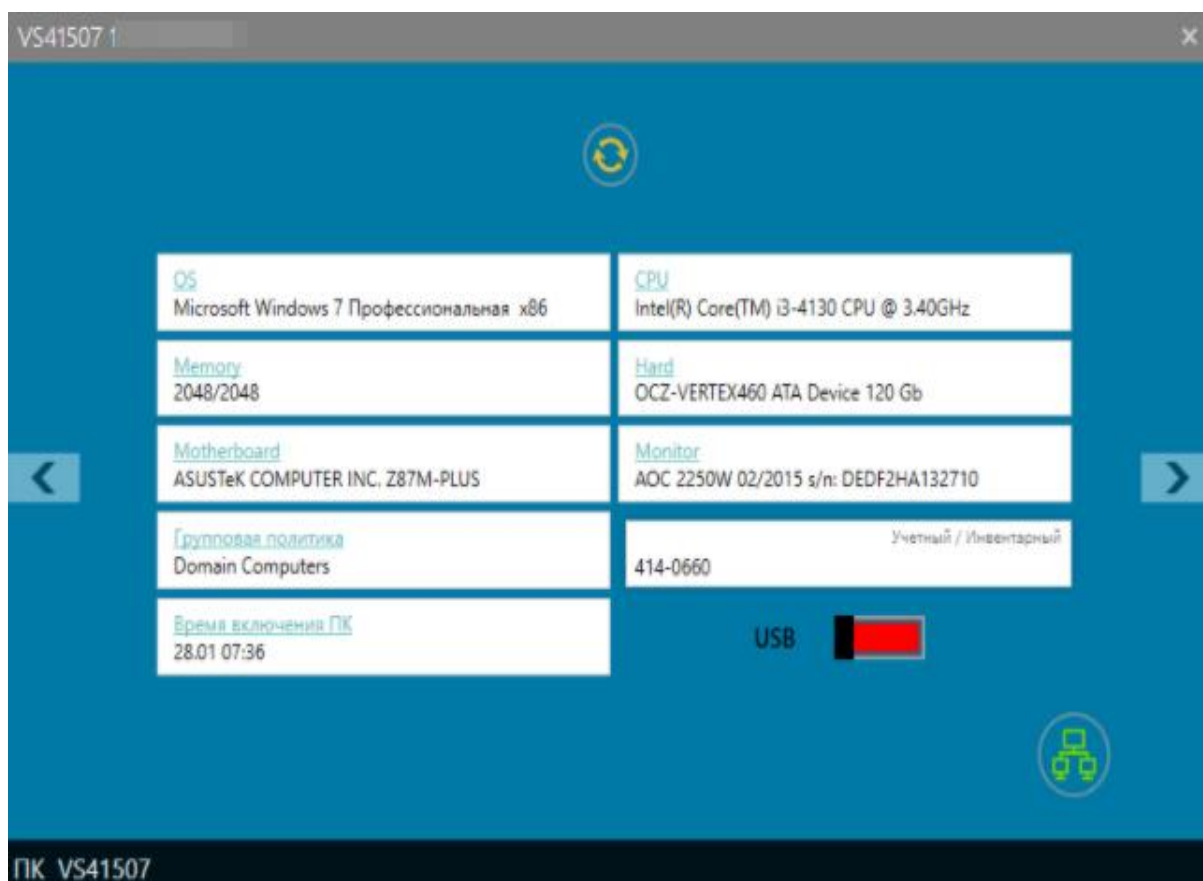 VS41507 1
OS
Microsoft Windows 7 Профессиональная x86
CPU
Intel(R) Core(TM) i3-4130 CPU @ 3.40GHz
Memory
2048/2048
Hard
OCZ-VERTEX460 ATA Device 120 Gb
Motherboard
ASUSTeK COMPUTER INC. Z87M-PLUS
Monitor
AOC 2250W 02/2015 s/n: DEDF2HA132710
Групповая политика
Domain Computers
Учетный / Инвентарный
414-0660
Время включения ПК
28.01 07:36
USB
ПК VS41507